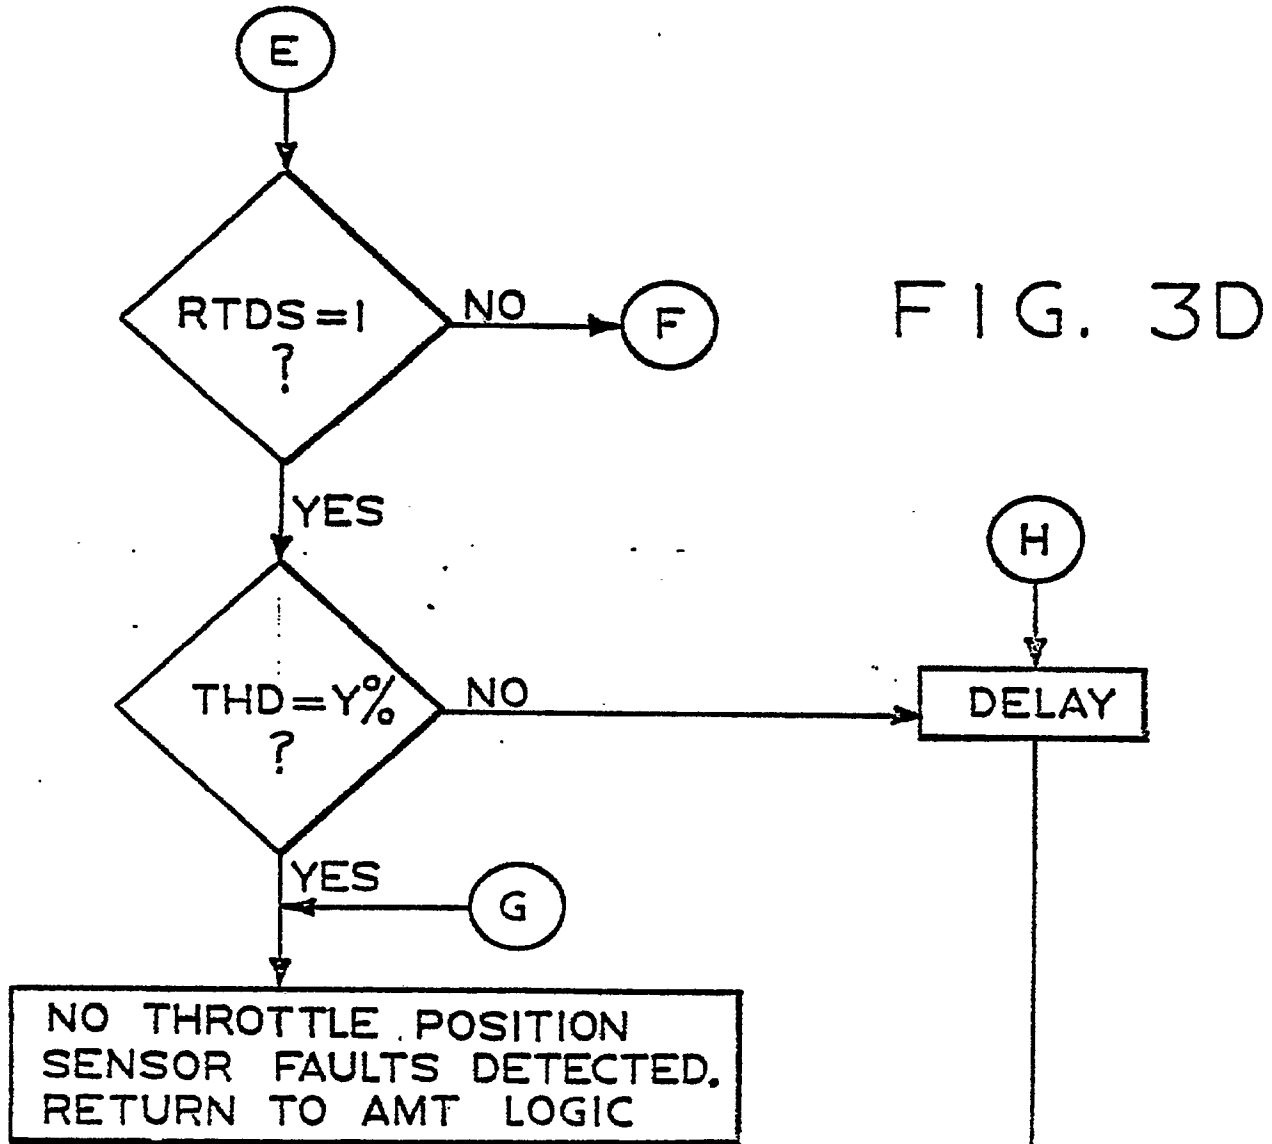 E
RTDS=1
?
NO
F
FIG. 3D
YES
H
THD=Y%
?
NO
DELAY
YES
G
NO THROTTLE POSITION
SENSOR FAULTS DETECTED.
RETURN TO AMT LOGIC